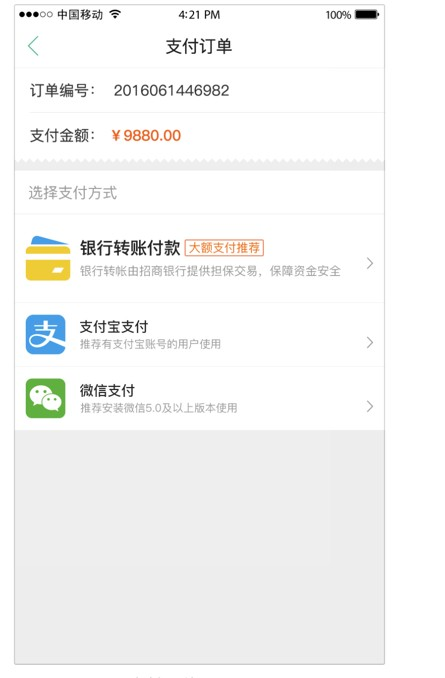 中国移动 4:21 PM 100%
支付订单
订单编号： 2016061446982
支付金额： ¥9880.00
选择支付方式
银行转账付款 大额支付推荐
银行转帐由招商银行提供担保交易，保障资金安全
支付宝支付
推荐有支付宝账号的用户使用
微信支付
推荐安装微信5.0及以上版本使用